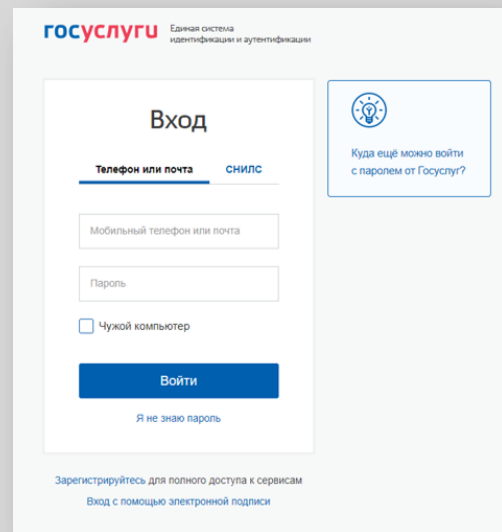 госуслуги
Единая система
идентификации и аутентификации
Вход
Телефон или почта СНИЛС
Мобильный телефон или почта
Пароль
Чужой компьютер
Войти
Я не знаю пароль
Зарегистрируйтесь для полного доступа к сервисам
Вход с помощью электронной подписи
Куда ещё можно войти
с паролем от Госуслуг?